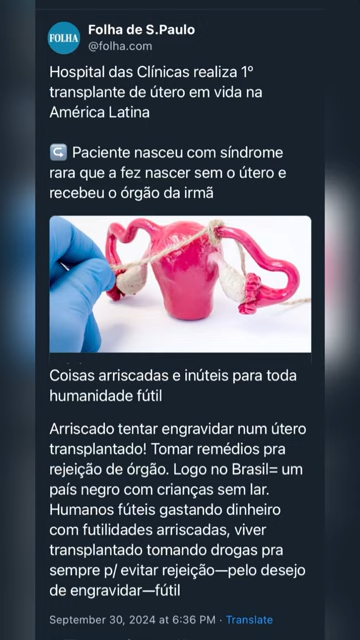 FOLHA
Folha de S.Paulo
@folha.com
Hospital das Clínicas realiza 1º
transplante de útero em vida na
América Latina
Paciente nasceu com síndrome
rara que a fez nascer sem o útero e
recebeu o órgão da irmã
Coisas arriscadas e inúteis para toda
humanidade fútil
Arriscado tentar engravidar num útero
transplantado! Tomar remédios pra
rejeição de órgão. Logo no Brasil= um
país negro com crianças sem lar.
Humanos fúteis gastando dinheiro
com futilidades arriscadas, viver
transplantado tomando drogas pra
sempre p/ evitar rejeição—pelo desejo
de engravidar—fútil
September 30, 2024 at 6:36 PM · Translate